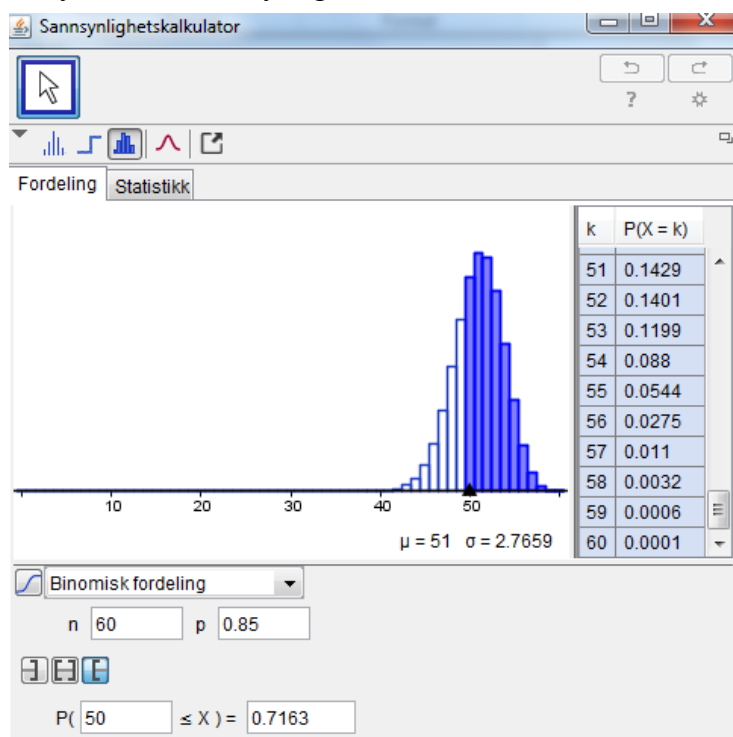 Sannsynlighetskalkulator
?
Fordeling Statistikk
k P(X = k)
51 0.1429
52 0.1401
53 0.1199
54 0.088
55 0.0544
56 0.0275
57 0.011
58 0.0032
59 0.0006
60 0.0001
10 20 30 40 50
μ = 51 σ = 2.7659
Binomisk fordeling
n 60 p 0.85
P( 50 ≤ X ) = 0.7163